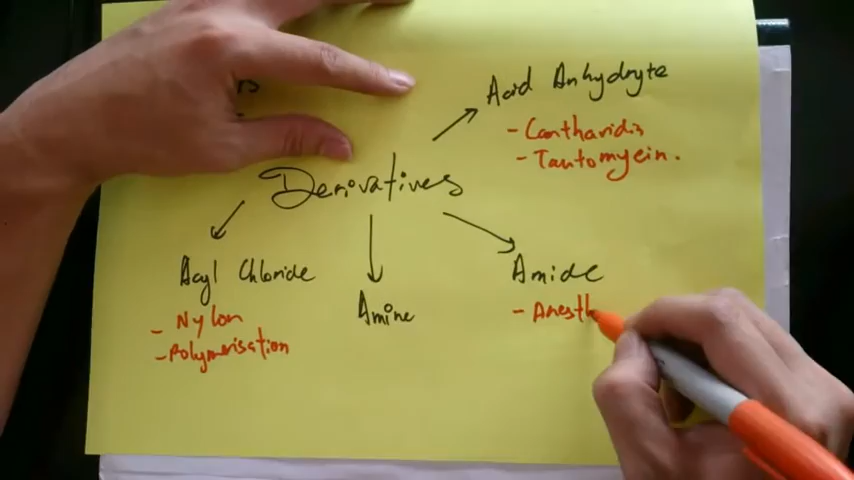 Acid Anhydryte
- Cantharidin
- Tautomycin.
Derivatives
Acyl Chloride
- Nylon
- Polymerisation
Amine
Amide
- Anesth